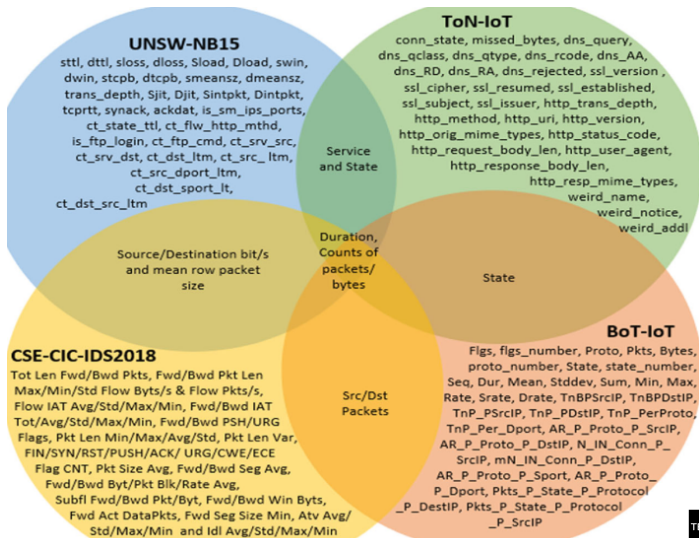 UNSW-NB15
sttl, dttl, sloss, dloss, Sload, Dload, swin,
dwin, stcpb, dtcpb, smeansz, dmeansz,
trans_depth, Sjit, Djit, Sintpkt, Dintpkt,
tcprtt, synack, ackdat, is_sm_ips_ports,
ct_state_ttl, ct_flw_http_mthd,
is_ftp_login, ct_ftp_cmd, ct_srv_src,
ct_srv_dst, ct_dst_ltm, ct_src_ ltm,
ct_src_dport_ltm,
ct_dst_sport_lt,
ct_dst_src_ltm
ToN-IoT
conn_state, missed_bytes, dns_query,
dns_qclass, dns_qtype, dns_rcode, dns_AA,
dns_RD, dns_RA, dns_rejected, ssl_version ,
ssl_cipher, ssl_resumed, ssl_established,
ssl_subject, ssl_issuer, http_trans_depth,
http_method, http_uri, http_version,
http_orig_mime_types, http_status_code,
http_request_body_len, http_user_agent,
http_response_body_len,
http_resp_mime_types,
weird_name,
weird_notice,
weird_addl
Service
and State
Source/Destination bit/s
and mean row packet
size
Duration,
Counts of
packets/
bytes
State
CSE-CIC-IDS2018
Tot Len Fwd/Bwd Pkts, Fwd/Bwd Pkt Len
Max/Min/Std Flow Byts/s & Flow Pkts/s,
Flow IAT Avg/Std/Max/Min, Fwd/Bwd IAT
Tot/Avg/Std/Max/Min, Fwd/Bwd PSH/URG
Flags, Pkt Len Min/Max/Avg/Std, Pkt Len Var,
FIN/SYN/RST/PUSH/ACK/ URG/CWE/ECE
Flag CNT, Pkt Size Avg, Fwd/Bwd Seg Avg,
Fwd/Bwd Byt/Pkt Blk/Rate Avg,
Subfl Fwd/Bwd Pkt/Byt, Fwd/Bwd Win Byts,
Fwd Act DataPkts, Fwd Seg Size Min, Atv Avg/
Std/Max/Min and Idl Avg/Std/Max/Min
Src/Dst
Packets
BoT-IoT
Flgs, flgs_number, Proto, Pkts, Bytes,
proto_number, State, state_number,
Seq, Dur, Mean, Stddev, Sum, Min, Max,
Rate, Srate, Drate, TnBPSrcIP, TnBPDstIP,
TnP_PSrcIP, TnP_PDstIP, TnP_PerProto,
TnP_Per_Dport, AR_P_Proto_P_SrcIP,
AR_P_Proto_P_DstIP, N_IN_Conn_P_
SrcIP, mN_IN_Conn_P_DstIP,
AR_P_Proto_P_Sport, AR_P_Proto_
P_Dport, Pkts_P_State_P_Protocol
_P_DestIP, Pkts_P_State_P_Protocol
_P_SrcIP